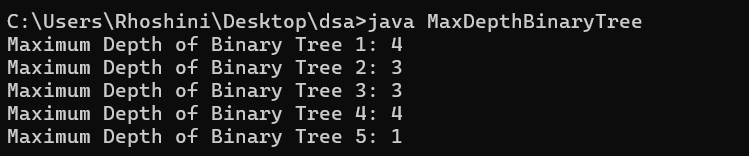 C:\Users\Rhoshini\Desktop\dsa>java MaxDepthBinaryTree
Maximum Depth of Binary Tree 1: 4
Maximum Depth of Binary Tree 2: 3
Maximum Depth of Binary Tree 3: 3
Maximum Depth of Binary Tree 4: 4
Maximum Depth of Binary Tree 5: 1